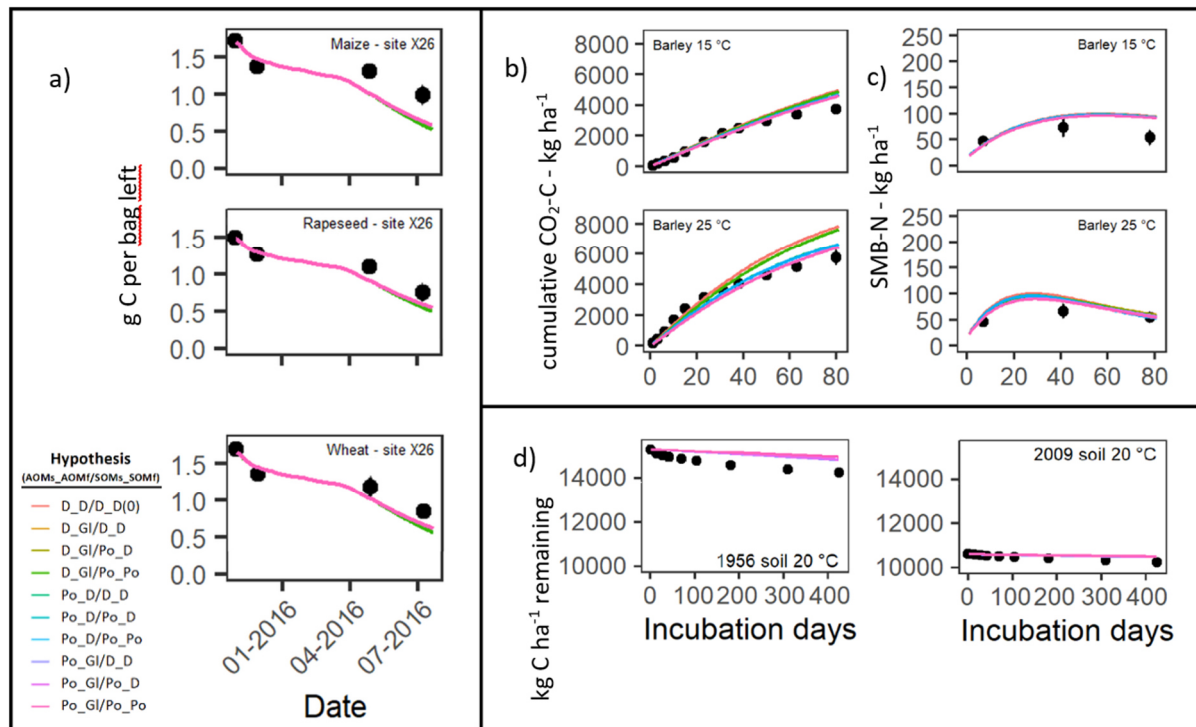 a)
g C per bag left
Maize - site X26
1.5
1.0
0.5
0.0
Rapeseed - site X26
1.5
1.0
0.5
0.0
Wheat - site X26
1.5
1.0
0.5
0.0
01-2016
04-2016
07-2016
Date
Hypothesis
(AOMs_AOMf/SOMs_SOMf)
D_D/D_D(0)
D_Gl/D_D
D_Gl/Po_D
D_Gl/Po_Po
Po_D/D_D
Po_D/Po_D
Po_D/Po_Po
Po_Gl/D_D
Po_Gl/Po_D
Po_Gl/Po_Po
b)
cumulative CO₂-C - kg ha⁻¹
Barley 15 °C
8000
6000
4000
2000
0
Barley 25 °C
8000
6000
4000
2000
0
0 20 40 60 80
c)
SMB-N - kg ha⁻¹
Barley 15 °C
250
200
150
100
50
0
Barley 25 °C
250
200
150
100
50
0
0 20 40 60 80
d)
kg C ha⁻¹ remaining
14000
12000
10000
1956 soil 20 °C
0 100 200 300 400
Incubation days
2009 soil 20 °C
14000
12000
10000
0 100 200 300 400
Incubation days